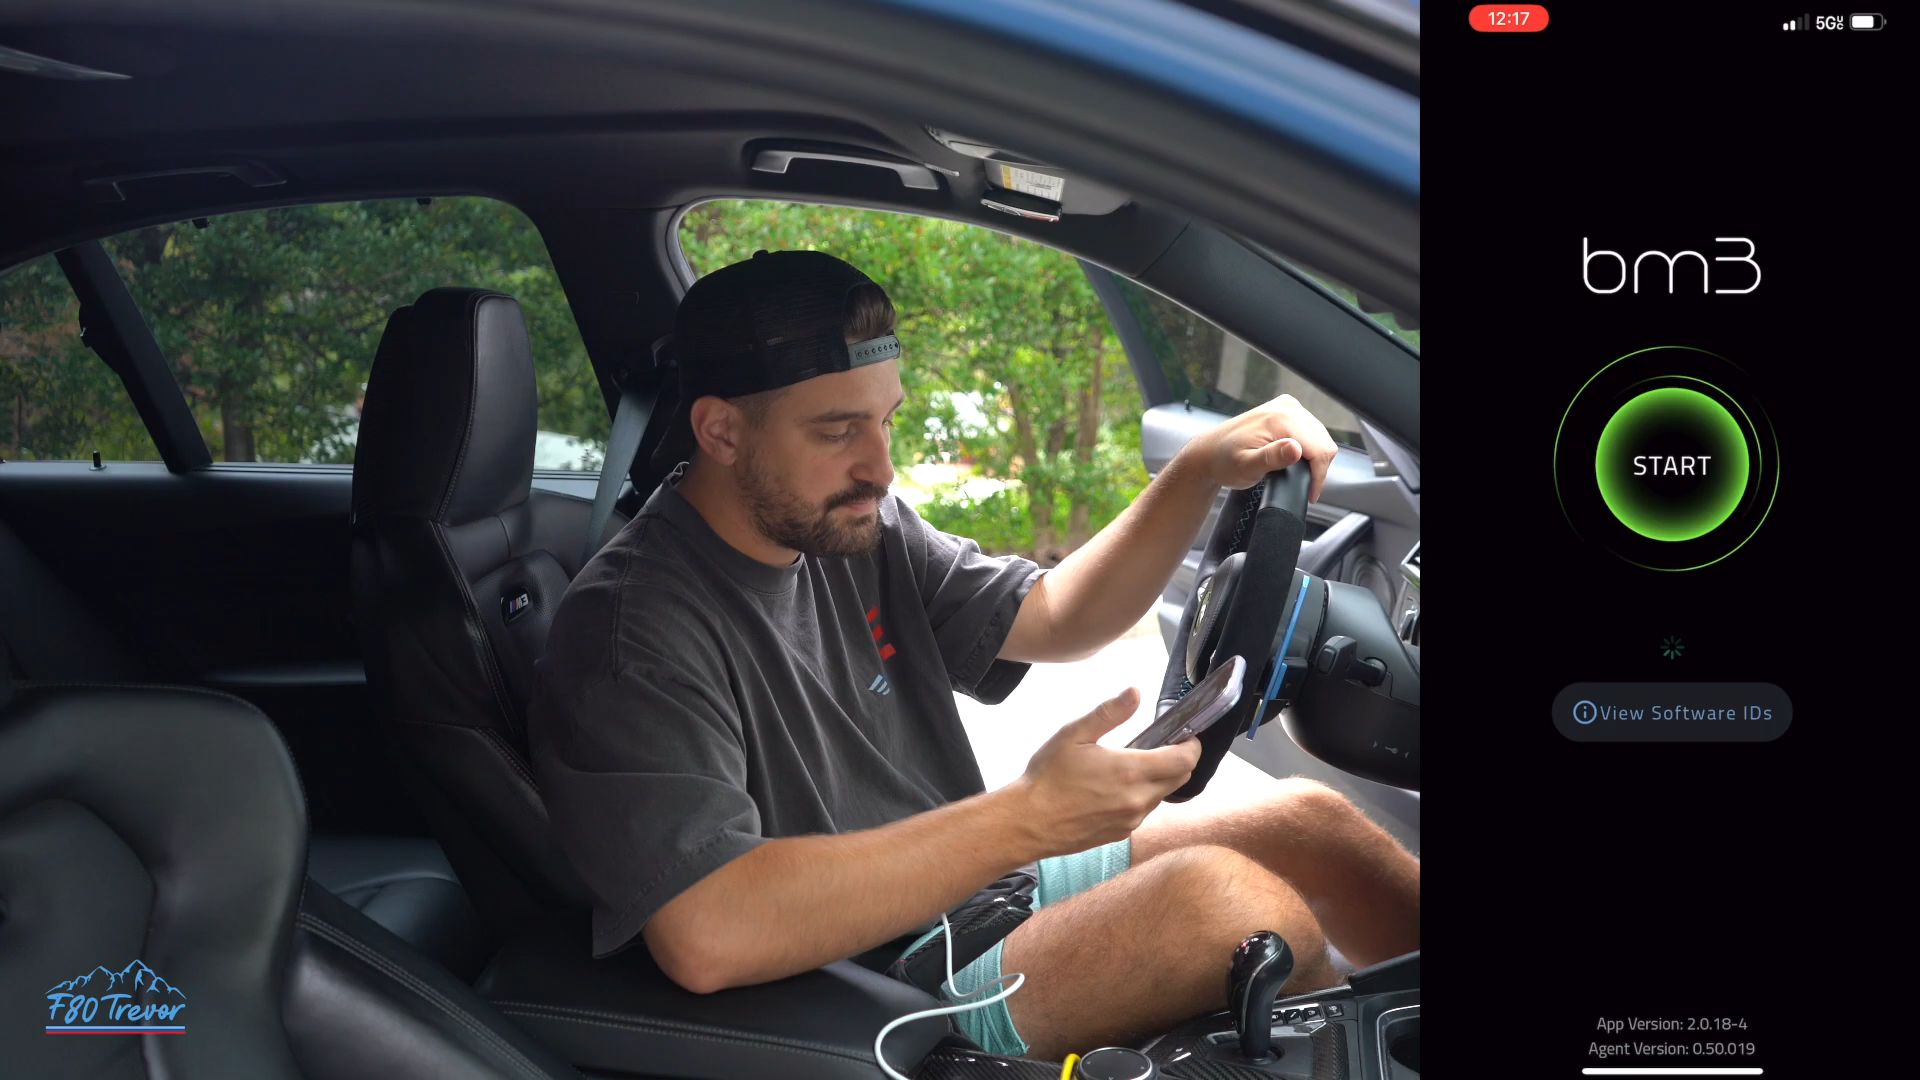 12:17
5G
bm3
START
View Software IDs
App Version: 2.0.18-4
Agent Version: 0.50.019
M3
F80 Trevor